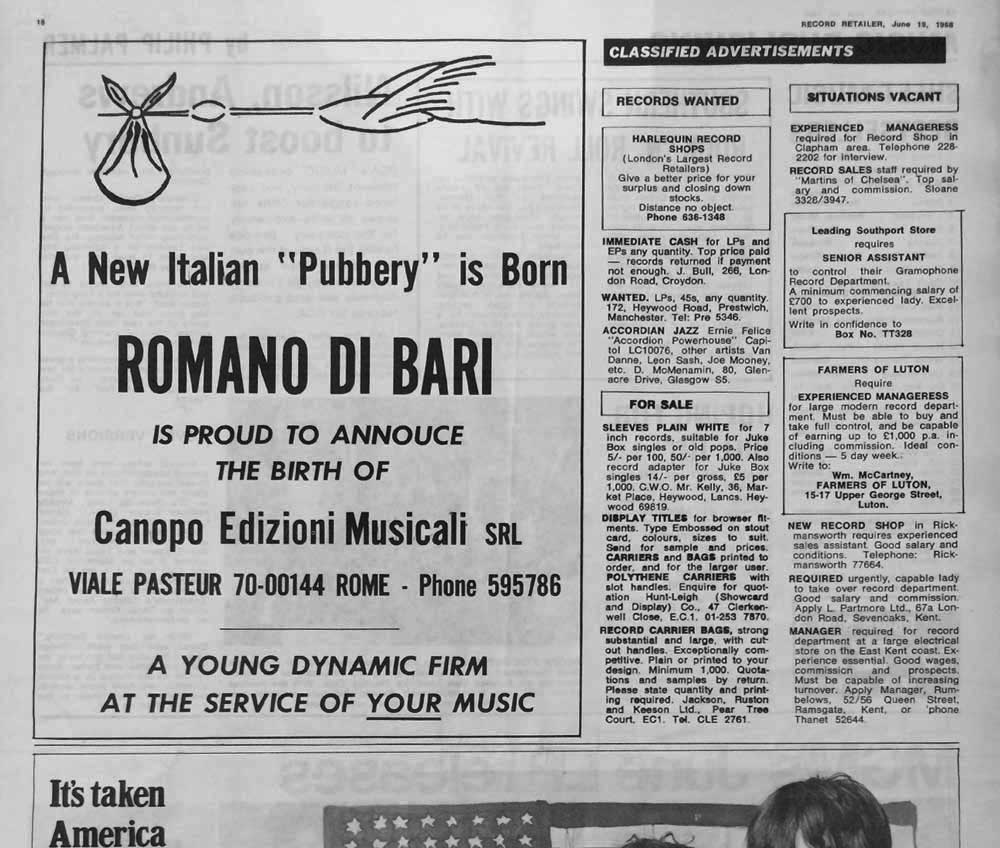 18
RECORD RETAILER, June 19, 1968
A New Italian "Pubbery" is Born
ROMANO DI BARI
IS PROUD TO ANNOUCE
THE BIRTH OF
Canopo Edizioni Musicali SRL
VIALE PASTEUR 70-00144 ROME - Phone 595786
A YOUNG DYNAMIC FIRM
AT THE SERVICE OF YOUR MUSIC
CLASSIFIED ADVERTISEMENTS
RECORDS WANTED
HARLEQUIN RECORD
SHOPS
(London's Largest Record
Retailers)
Give a better price for your
surplus and closing down
stocks.
Distance no object.
Phone 636-1348
IMMEDIATE CASH for LPs and
EPs any quantity. Top price paid
— records returned if payment
not enough. J. Bull, 266, Lon-
don Road, Croydon.
WANTED. LPs, 45s, any quantity.
172, Heywood Road, Prestwich,
Manchester. Tel: Pre 5346.
ACCORDIAN JAZZ Ernie Felice
"Accordion Powerhouse" Capi-
tol LC10076, other artists Van
Danne, Leon Sash, Joe Mooney,
etc. D. McMenamin, 80, Glen-
acre Drive, Glasgow S5.
FOR SALE
SLEEVES PLAIN WHITE for 7
inch records, suitable for Juke
Box singles or old pops. Price
5/- per 100, 50/- per 1,000. Also
record adapter for Juke Box
singles 14/- per gross, £5 per
1,000. C.W.O. Mr. Kelly, 36, Mar-
ket Place, Heywood, Lancs. Hey-
wood 69819.
DISPLAY TITLES for browser fit-
ments. Type Embossed on stout
card, colours, sizes to suit.
Send for sample and prices.
CARRIERS and BAGS printed to
order, and for the larger user.
POLYTHENE CARRIERS with
slot handles. Enquire for quot-
ation Hunt-Leigh (Showcard
and Display) Co., 47 Clerken-
well Close, E.C.1. 01-253 7870.
RECORD CARRIER BAGS, strong
substantial and large, with cut-
out handles. Exceptionally com-
petitive. Plain or printed to your
design. Minimum 1,000. Quota-
tions and samples by return.
Please state quantity and print-
ing required. Jackson, Ruston
and Keeson Ltd., Pear Tree
Court. EC1. Tel. CLE 2761.
SITUATIONS VACANT
EXPERIENCED MANAGERESS
required for Record Shop in
Clapham area. Telephone 228-
2202 for interview.
RECORD SALES staff required by
"Martins of Chelsea". Top sal-
ary and commission. Sloane
3328/3947.
Leading Southport Store
requires
SENIOR ASSISTANT
to control their Gramophone
Record Department.
A minimum commencing salary of
£700 to experienced lady. Excel-
lent prospects.
Write in confidence to
Box No. TT328
FARMERS OF LUTON
Require
EXPERIENCED MANAGERESS
for large modern record depart-
ment. Must be able to buy and
take full control, and be capable
of earning up to £1,000 p.a. in-
cluding commission. Ideal con-
ditions — 5 day week.
Write to:
Wm. McCartney,
FARMERS OF LUTON,
15-17 Upper George Street,
Luton.
NEW RECORD SHOP in Rick-
mansworth requires experienced
sales assistant. Good salary and
conditions. Telephone: Rick-
mansworth 77664.
REQUIRED urgently, capable lady
to take over record department.
Good salary and commission.
Apply L. Partmore Ltd., 67a Lon-
don Road, Sevencaks, Kent.
MANAGER required for record
department at a large electrical
store on the East Kent coast. Ex-
perience essential. Good wages,
commission and prospects.
Must be capable of increasing
turnover. Apply Manager, Rum-
belows, 52/56 Queen Street,
Ramsgate, Kent, or 'phone
Thanet 52644.
It's taken
America